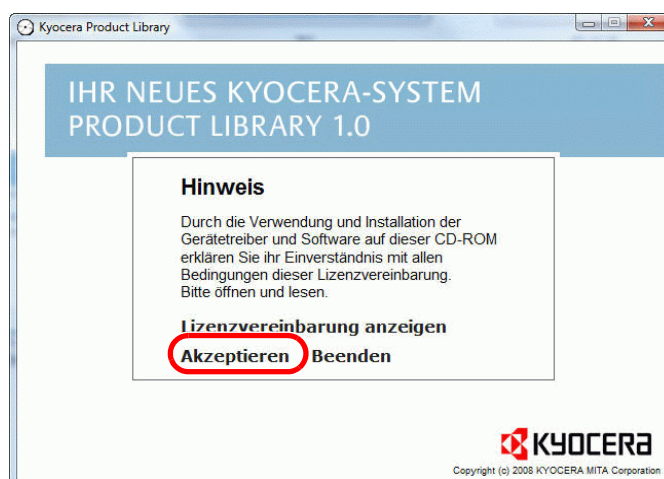 Kyocera Product Library
IHR NEUES KYOCERA-SYSTEM
PRODUCT LIBRARY 1.0
Hinweis
Durch die Verwendung und Installation der
Gerätetreiber und Software auf dieser CD-ROM
erklären Sie ihr Einverständnis mit allen
Bedingungen dieser Lizenzvereinbarung.
Bitte öffnen und lesen.
Lizenzvereinbarung anzeigen
Akzeptieren Beenden
KYOCERA
Copyright (c) 2008 KYOCERA MITA Corporation